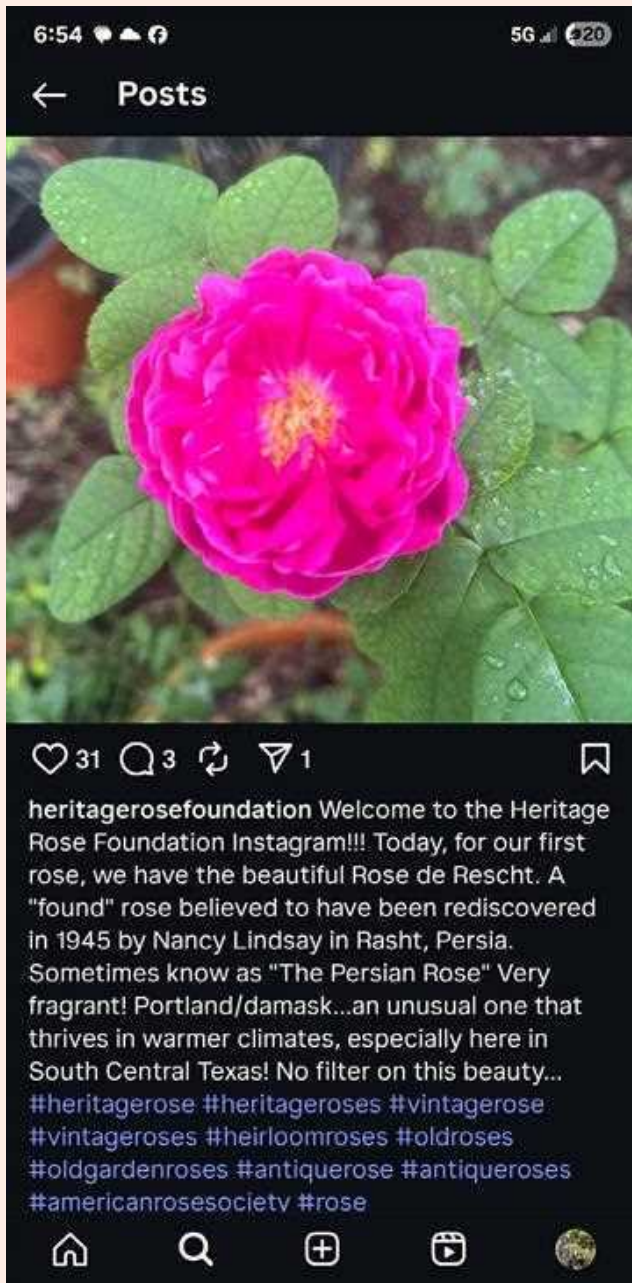 6:54
5G 20
Posts
31 3 1
heritagerosefoundation Welcome to the Heritage
Rose Foundation Instagram!!! Today, for our first
rose, we have the beautiful Rose de Rescht. A
"found" rose believed to have been rediscovered
in 1945 by Nancy Lindsay in Rasht, Persia.
Sometimes know as "The Persian Rose" Very
fragrant! Portland/damask...an unusual one that
thrives in warmer climates, especially here in
South Central Texas! No filter on this beauty...
#heritagerose #heritageroses #vintagerose
#vintageroses #heirloomroses #oldroses
#oldgardenroses #antiquerose #antiqueroses
#americanrosesociety #rose